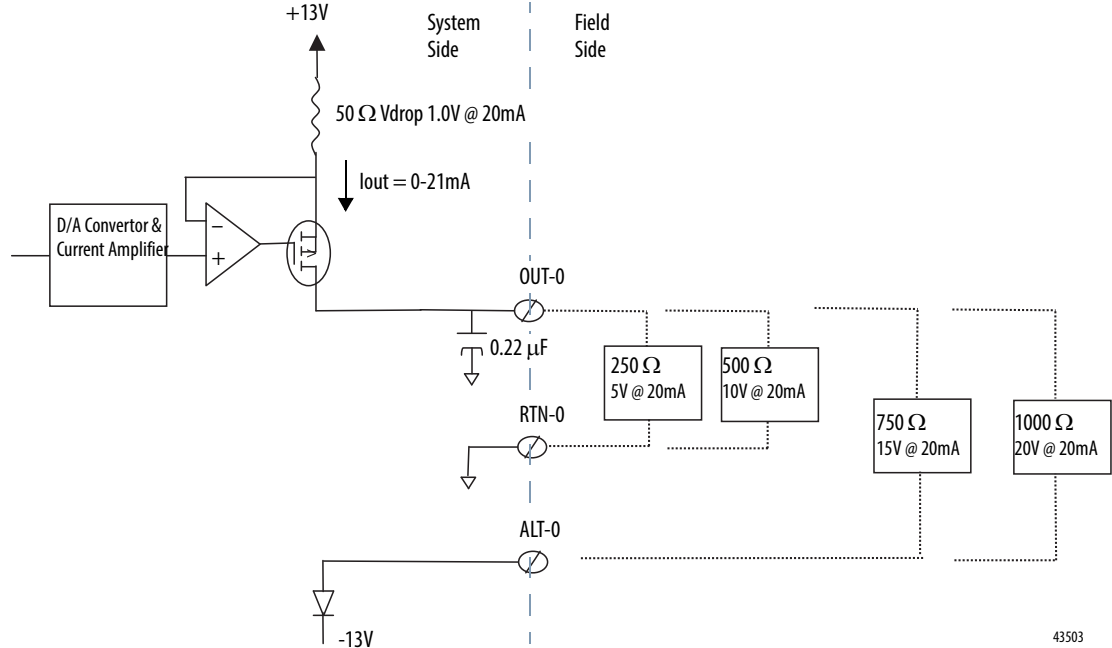 +13V
System
Side
Field
Side
50 Ω Vdrop 1.0V @ 20mA
Iout = 0-21mA
D/A Convertor &
Current Amplifier
−
+
OUT-0
0.22 μF
250 Ω
5V @ 20mA
500 Ω
10V @ 20mA
RTN-0
750 Ω
15V @ 20mA
1000 Ω
20V @ 20mA
ALT-0
-13V
43503